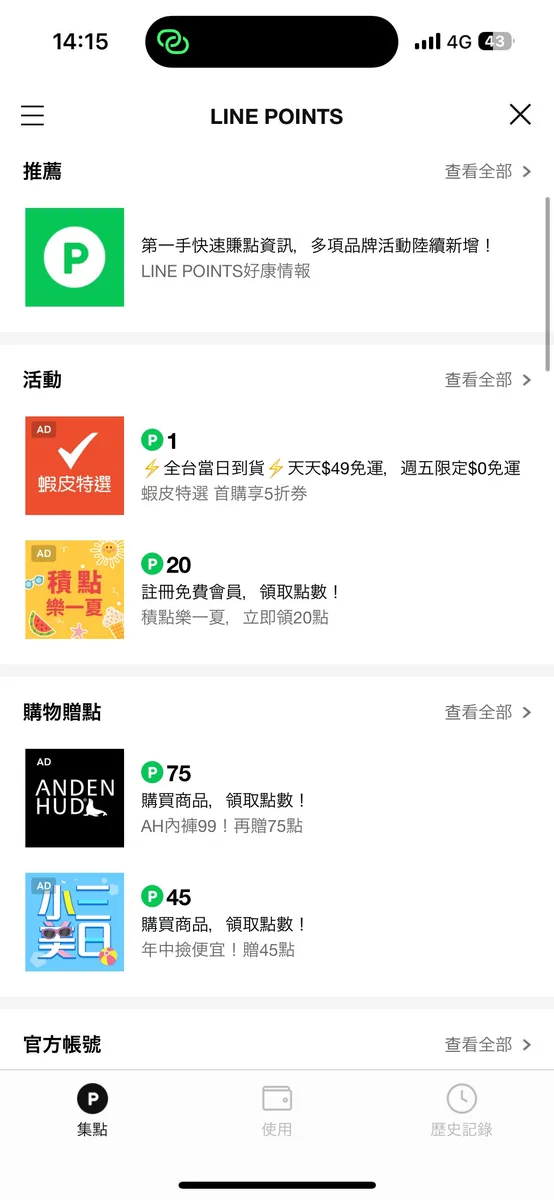 14:15
4G 43
LINE POINTS
推薦
查看全部
P
第一手快速賺點資訊，多項品牌活動陸續新增！
LINE POINTS好康情報
活動
查看全部
AD
蝦皮特選
P 1
⚡全台當日到貨⚡天天$49免運，週五限定$0免運
蝦皮特選 首購享5折券
AD
積點
樂一夏
P 20
註冊免費會員，領取點數！
積點樂一夏，立即領20點
購物贈點
查看全部
AD
ANDEN
HUD
P 75
購買商品，領取點數！
AH內褲99！再贈75點
AD
小三
美日
P 45
購買商品，領取點數！
年中撿便宜！贈45點
官方帳號
查看全部
P
集點
使用
歷史記錄